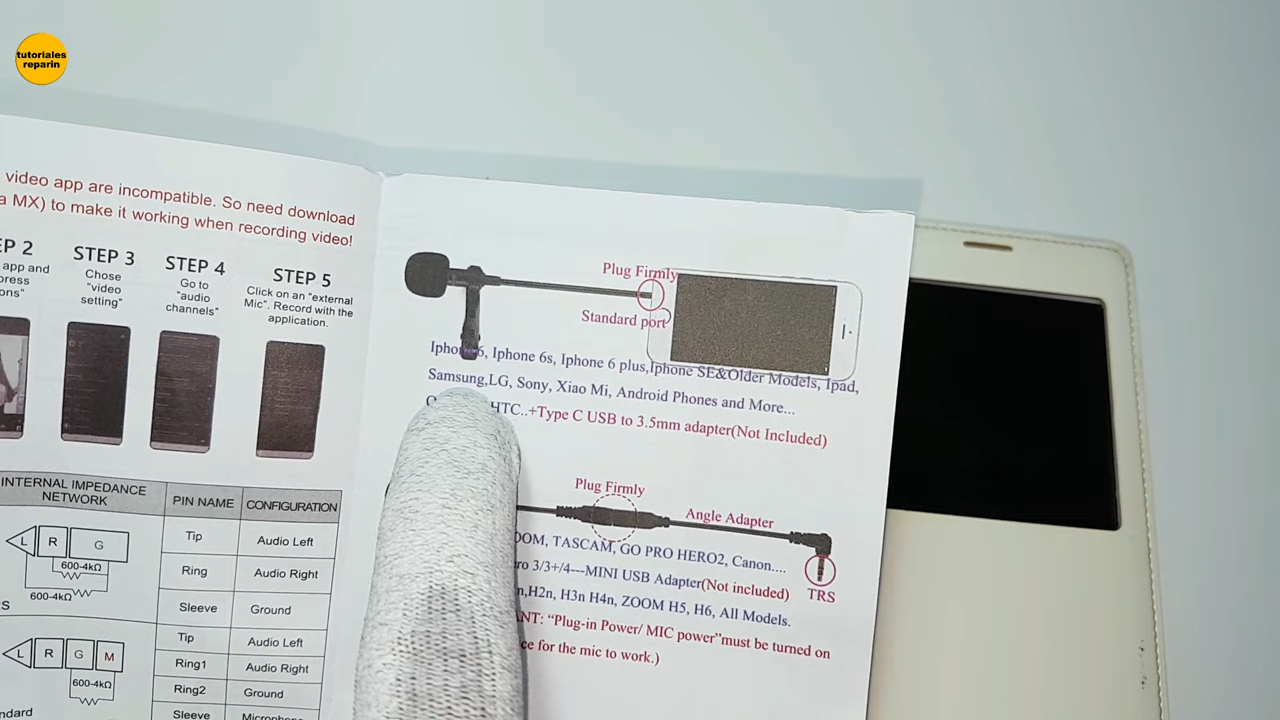 tutoriales
reparin
video app are incompatible. So need download
a MX) to make it working when recording video!
EP 2
app and
press
ons"
STEP 3
Chose
"video
setting"
STEP 4
Go to
"audio
channels"
STEP 5
Click on an "external
Mic". Record with the
application.
INTERNAL IMPEDANCE
NETWORK
PIN NAME
CONFIGURATION
L R G
600-4kΩ
600-4kΩ
Tip
Audio Left
Ring
Audio Right
Sleeve
Ground
RS
L R G M
600-4kΩ
Tip
Audio Left
Ring1
Audio Right
Ring2
Ground
Sleeve
Microphone
ndard
Plug Firmly
Standard port
Iphone 6, Iphone 6s, Iphone 6 plus,Iphone SE&Older Models, Ipad,
Samsung,LG, Sony, Xiao Mi, Android Phones and More...
HTC..+Type C USB to 3.5mm adapter(Not Included)
Plug Firmly
Angle Adapter
TRS
OOM, TASCAM, GO PRO HERO2, Canon....
ro 3/3+/4---MINI USB Adapter(Not included)
n,H2n, H3n H4n, ZOOM H5, H6, All Models.
ANT: "Plug-in Power/ MIC power"must be turned on
ce for the mic to work.)